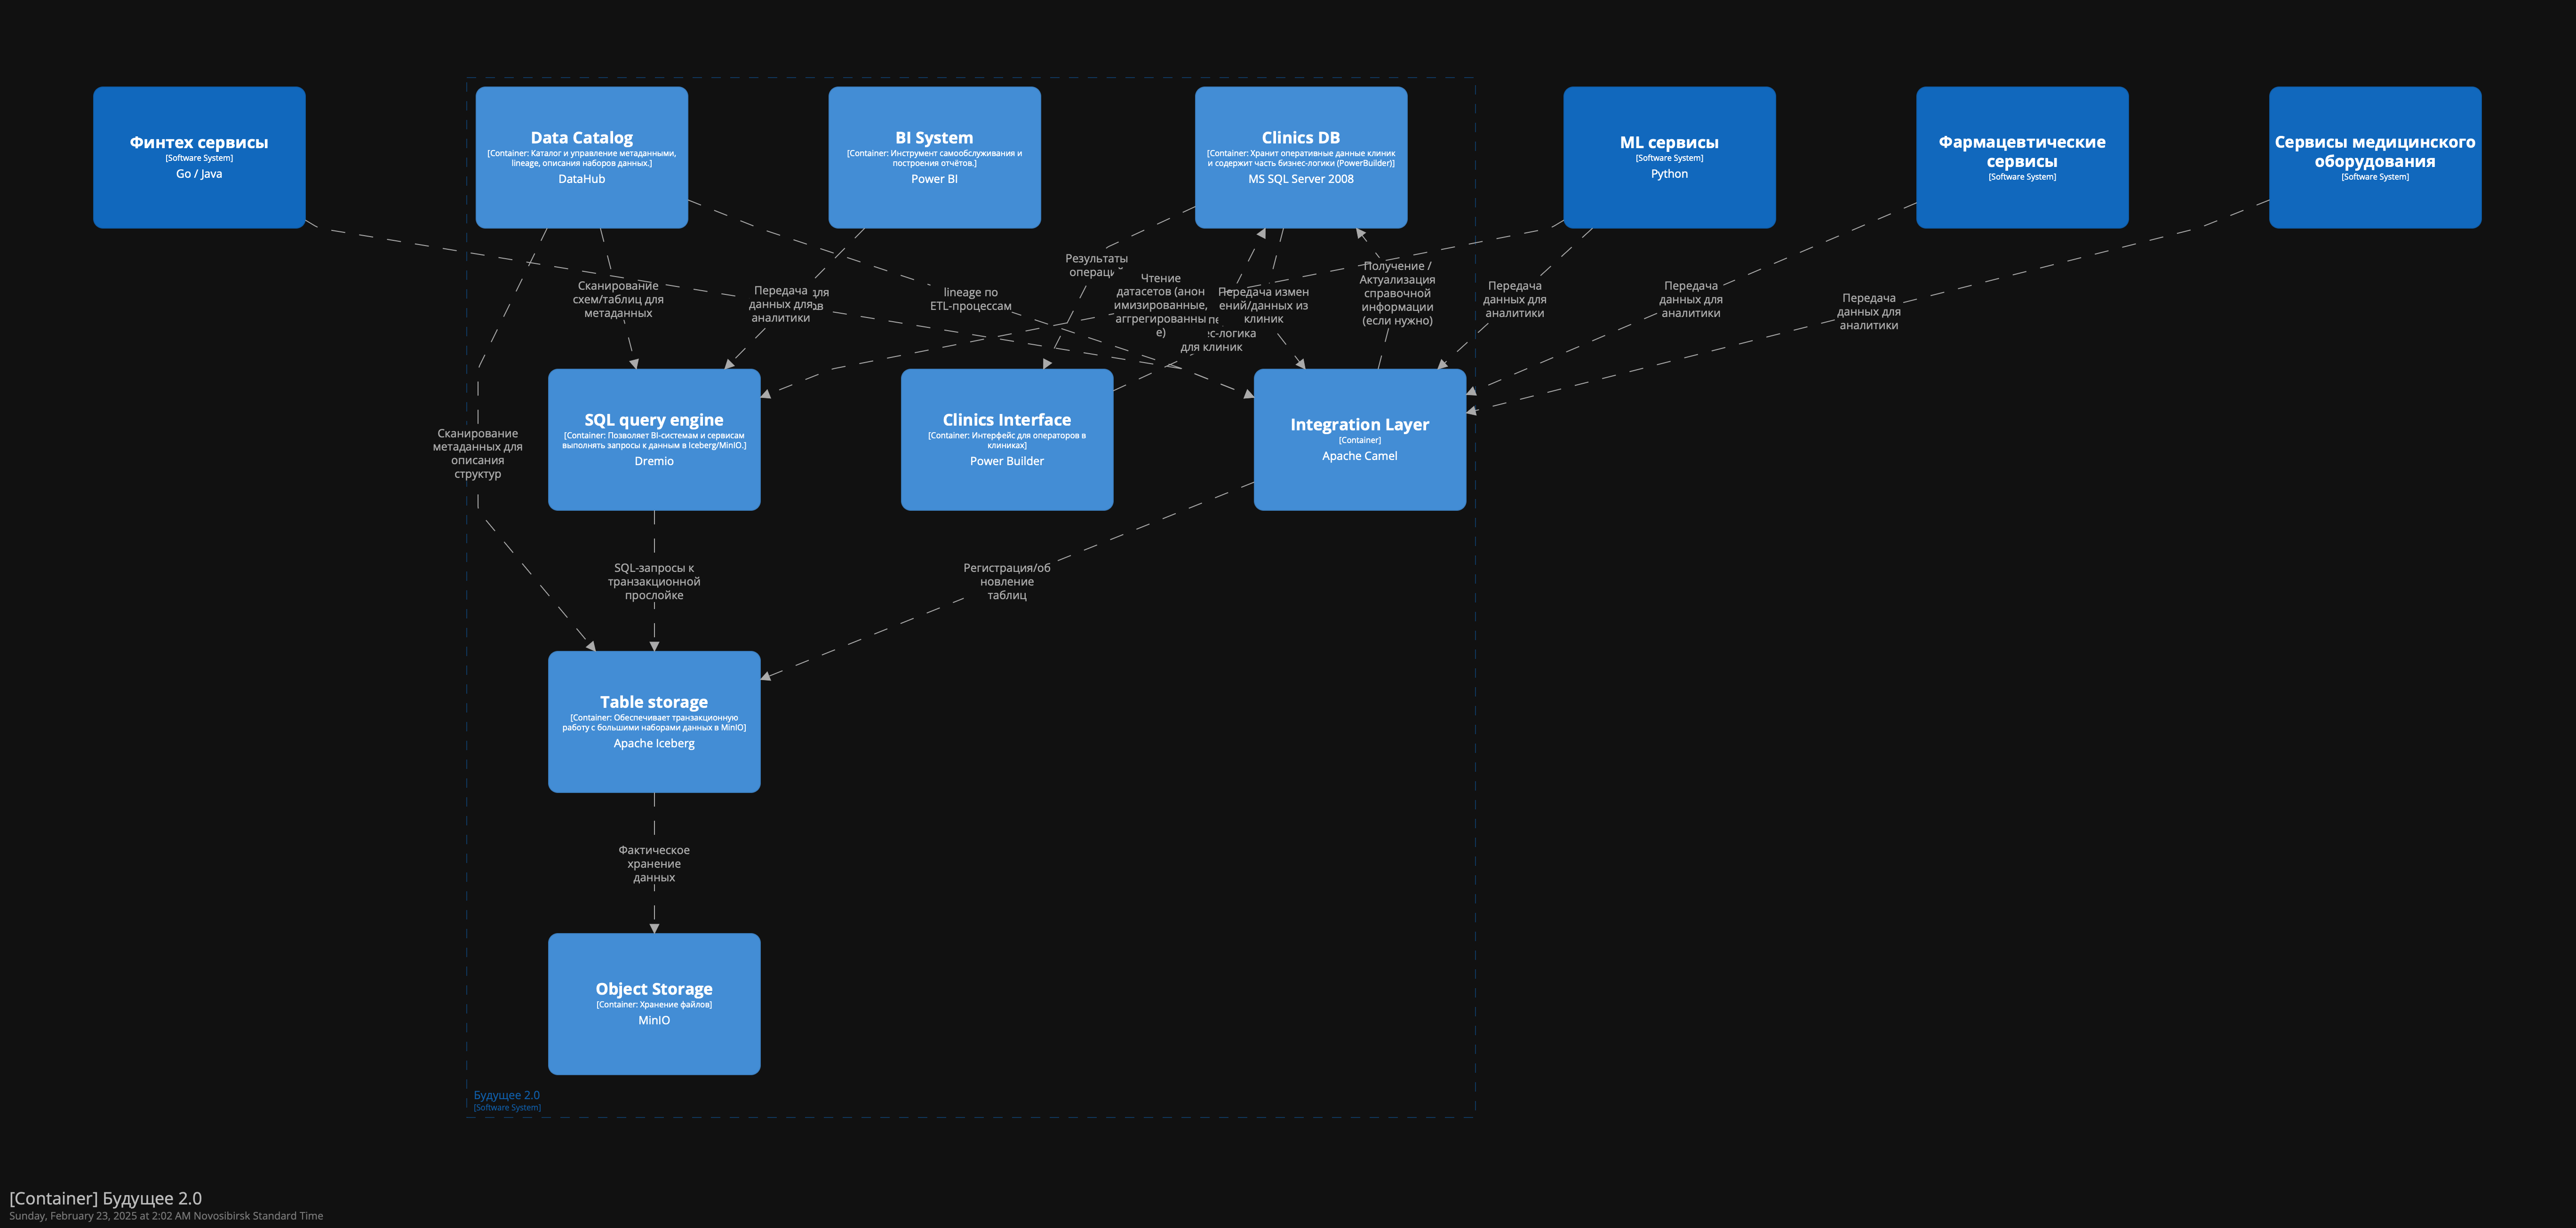 Финтех сервисы
[Software System]
Go / Java
Data Catalog
[Container: Каталог и управление метаданными,
lineage, описания наборов данных.]
DataHub
BI System
[Container: Инструмент самообслуживания и
построения отчётов.]
Power BI
Clinics DB
[Container: Хранит оперативные данные клиник
и содержит часть бизнес-логики (PowerBuilder)]
MS SQL Server 2008
ML сервисы
[Software System]
Python
Фармацевтические
сервисы
[Software System]
Сервисы медицинского
оборудования
[Software System]
Сканирование
схем/таблиц для
метаданных
Передача
данных для
аналитики
lineage по
ETL-процессам
Результаты
Чтение
датасетов (анон
имизированные,
аггрегированны
е)
Передача измен
ений/данных из
клиник
для клиник
Получение /
Актуализация
справочной
информации
(если нужно)
Передача
данных для
аналитики
Передача
данных для
аналитики
Передача
данных для
аналитики
SQL query engine
[Container: Позволяет BI-системам и сервисам
выполнять запросы к данным в Iceberg/MinIO.]
Dremio
Clinics Interface
[Container: Интерфейс для операторов в
клиниках]
Power Builder
Integration Layer
[Container]
Apache Camel
Сканирование
метаданных для
описания
структур
SQL-запросы к
транзакционной
прослойке
Регистрация/об
новление
таблиц
Table storage
[Container: Обеспечивает транзакционную
работу с большими наборами данных в MinIO]
Apache Iceberg
Фактическое
хранение
данных
Object Storage
[Container: Хранение файлов]
MinIO
Будущее 2.0
[Software System]
[Container] Будущее 2.0
Sunday, February 23, 2025 at 2:02 AM Novosibirsk Standard Time